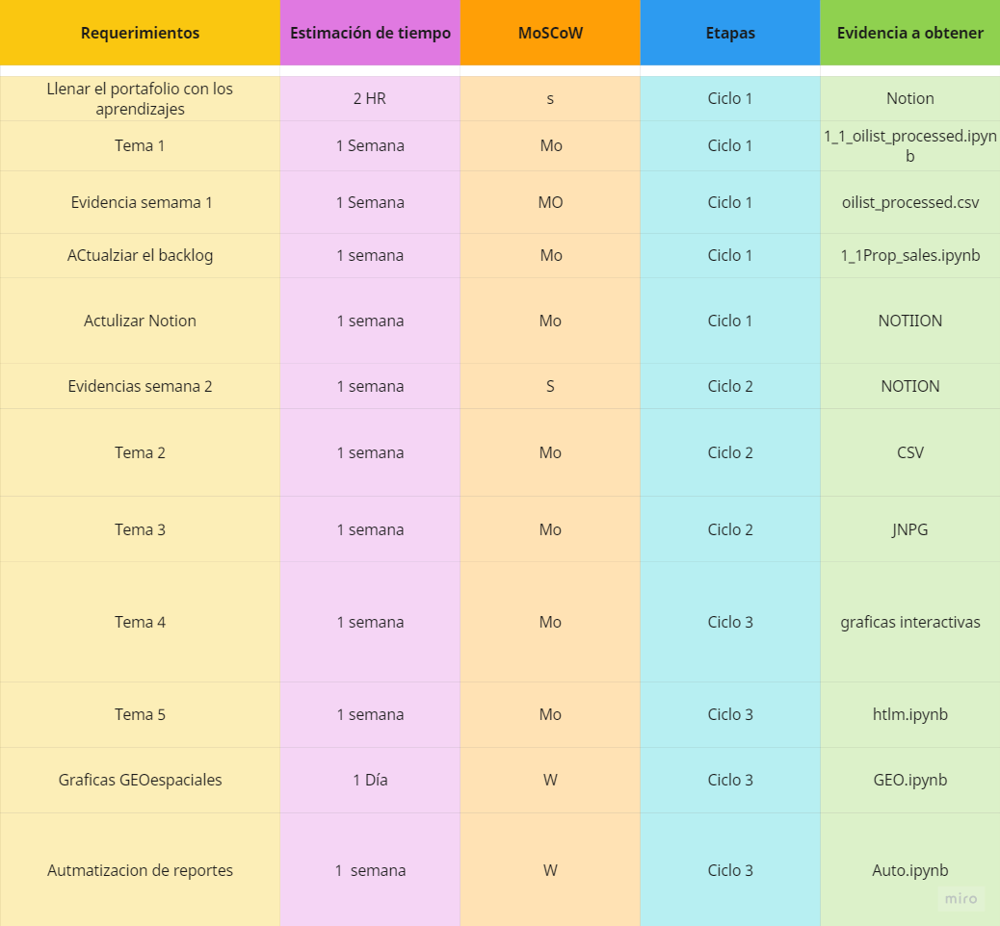 Requerimientos Estimación de tiempo MoSCoW Etapas Evidencia a obtener
Llenar el portafolio con los
aprendizajes
2 HR s Ciclo 1 Notion
Tema 1 1 Semana Mo Ciclo 1 1_1_oilist_processed.ipyn
b
Evidencia semama 1 1 Semana MO Ciclo 1 oilist_processed.csv
ACtualziar el backlog 1 semana Mo Ciclo 1 1_1Prop_sales.ipynb
Actulizar Notion 1 semana Mo Ciclo 1 NOTIION
Evidencias semana 2 1 semana S Ciclo 2 NOTION
Tema 2 1 semana Mo Ciclo 2 CSV
Tema 3 1 semana Mo Ciclo 2 JNPG
Tema 4 1 semana Mo Ciclo 3 graficas interactivas
Tema 5 1 semana Mo Ciclo 3 htlm.ipynb
Graficas GEOespaciales 1 Día W Ciclo 3 GEO.ipynb
Autmatizacion de reportes 1 semana W Ciclo 3 Auto.ipynb
miro